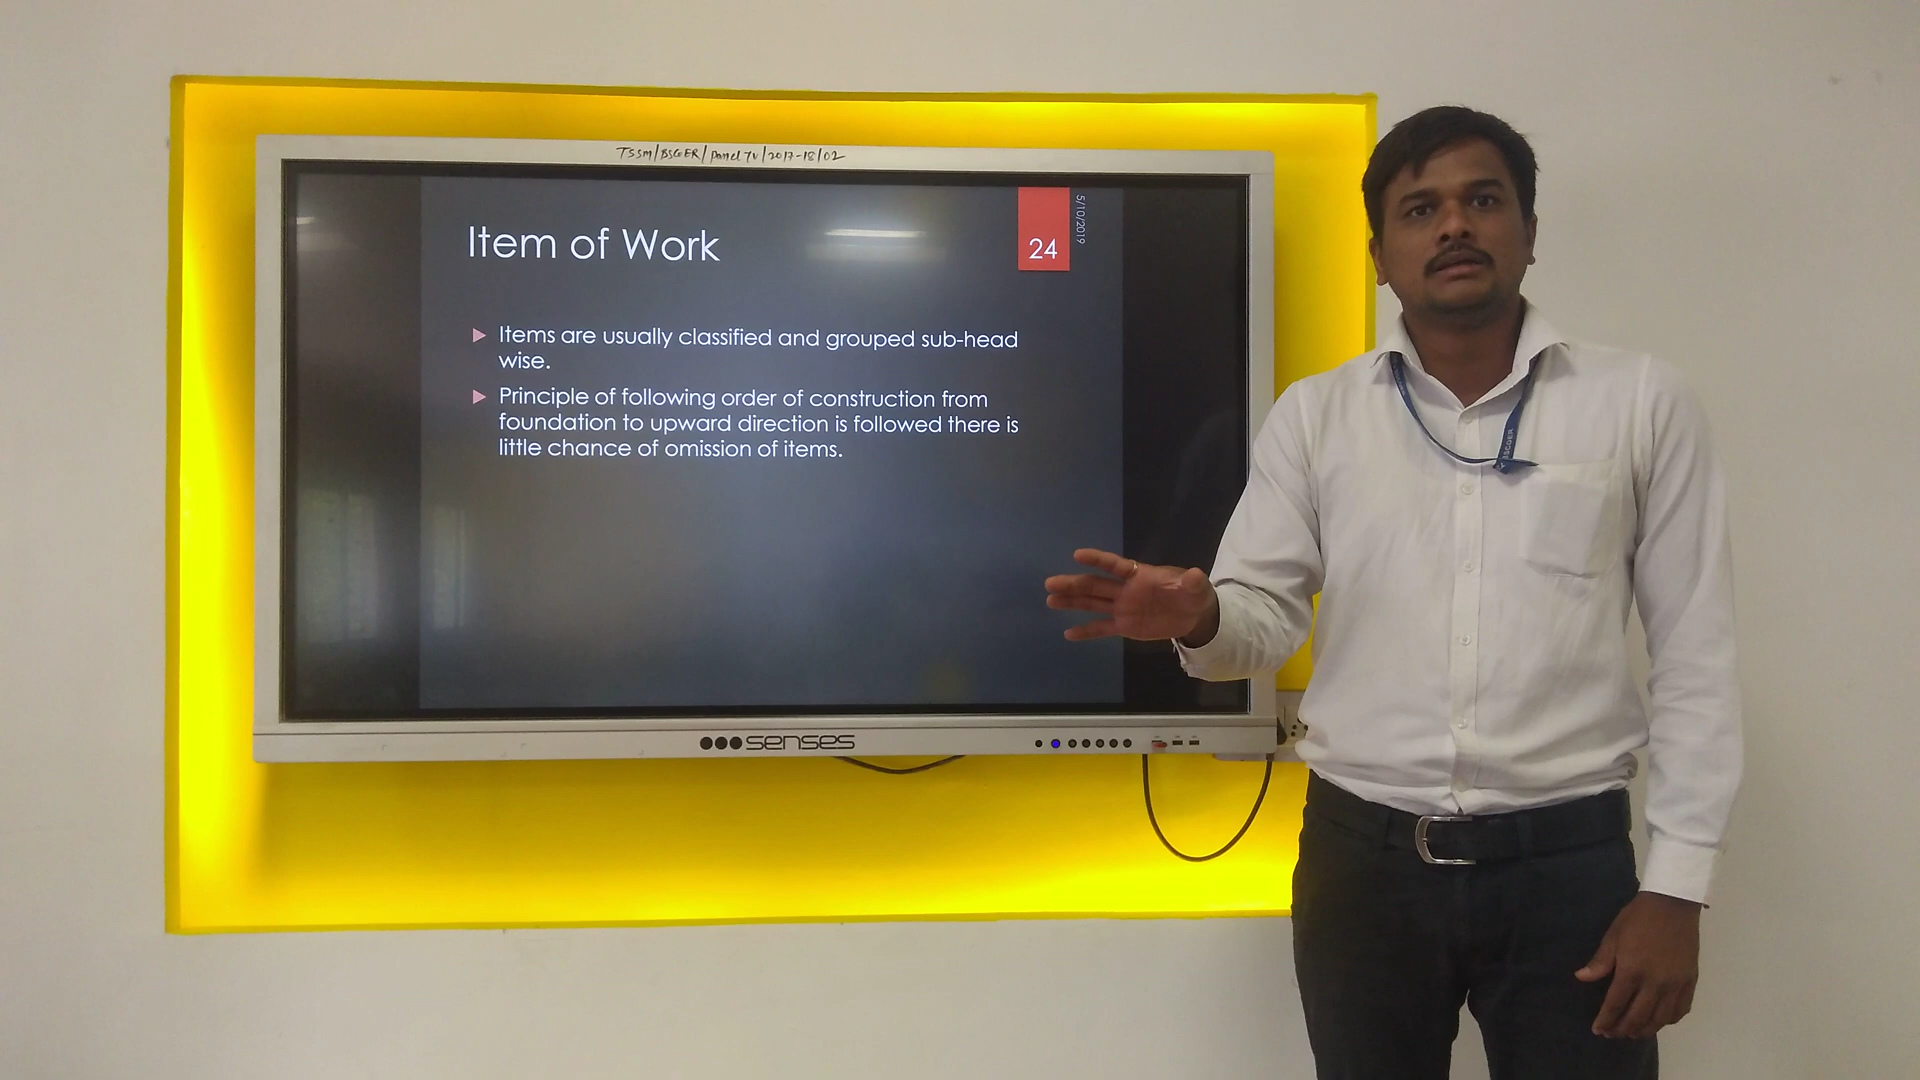 TSSM/BSCOER/Panel TV/2017-18/02
Item of Work
24
5/10/2019
Items are usually classified and grouped sub-head
wise.
Principle of following order of construction from
foundation to upward direction is followed there is
little chance of omission of items.
senses
BSCOER